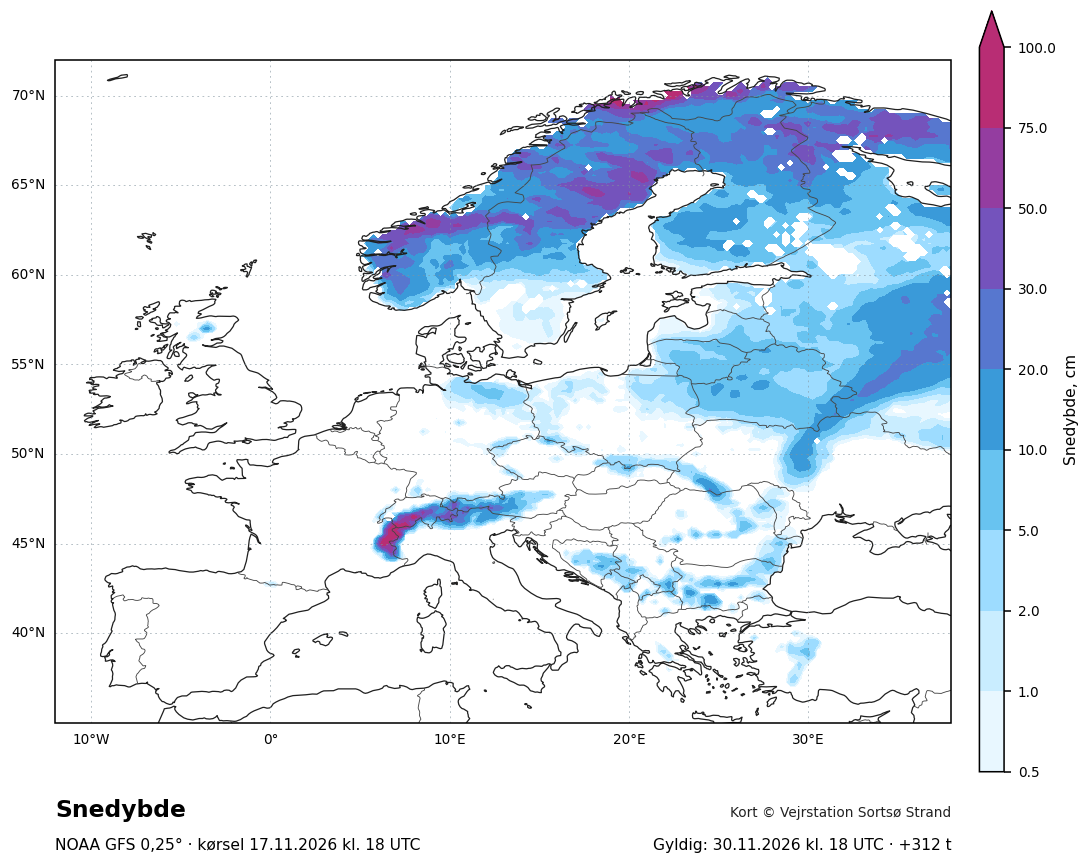 100.0
75.0
50.0
30.0
20.0
10.0
5.0
2.0
1.0
0.5
Snedybde, cm
70°N
65°N
60°N
55°N
50°N
45°N
40°N
10°W 0° 10°E 20°E 30°E
Snedybde
Kort © Vejrstation Sortsø Strand
NOAA GFS 0,25° · kørsel 17.11.2026 kl. 18 UTC
Gyldig: 30.11.2026 kl. 18 UTC · +312 t